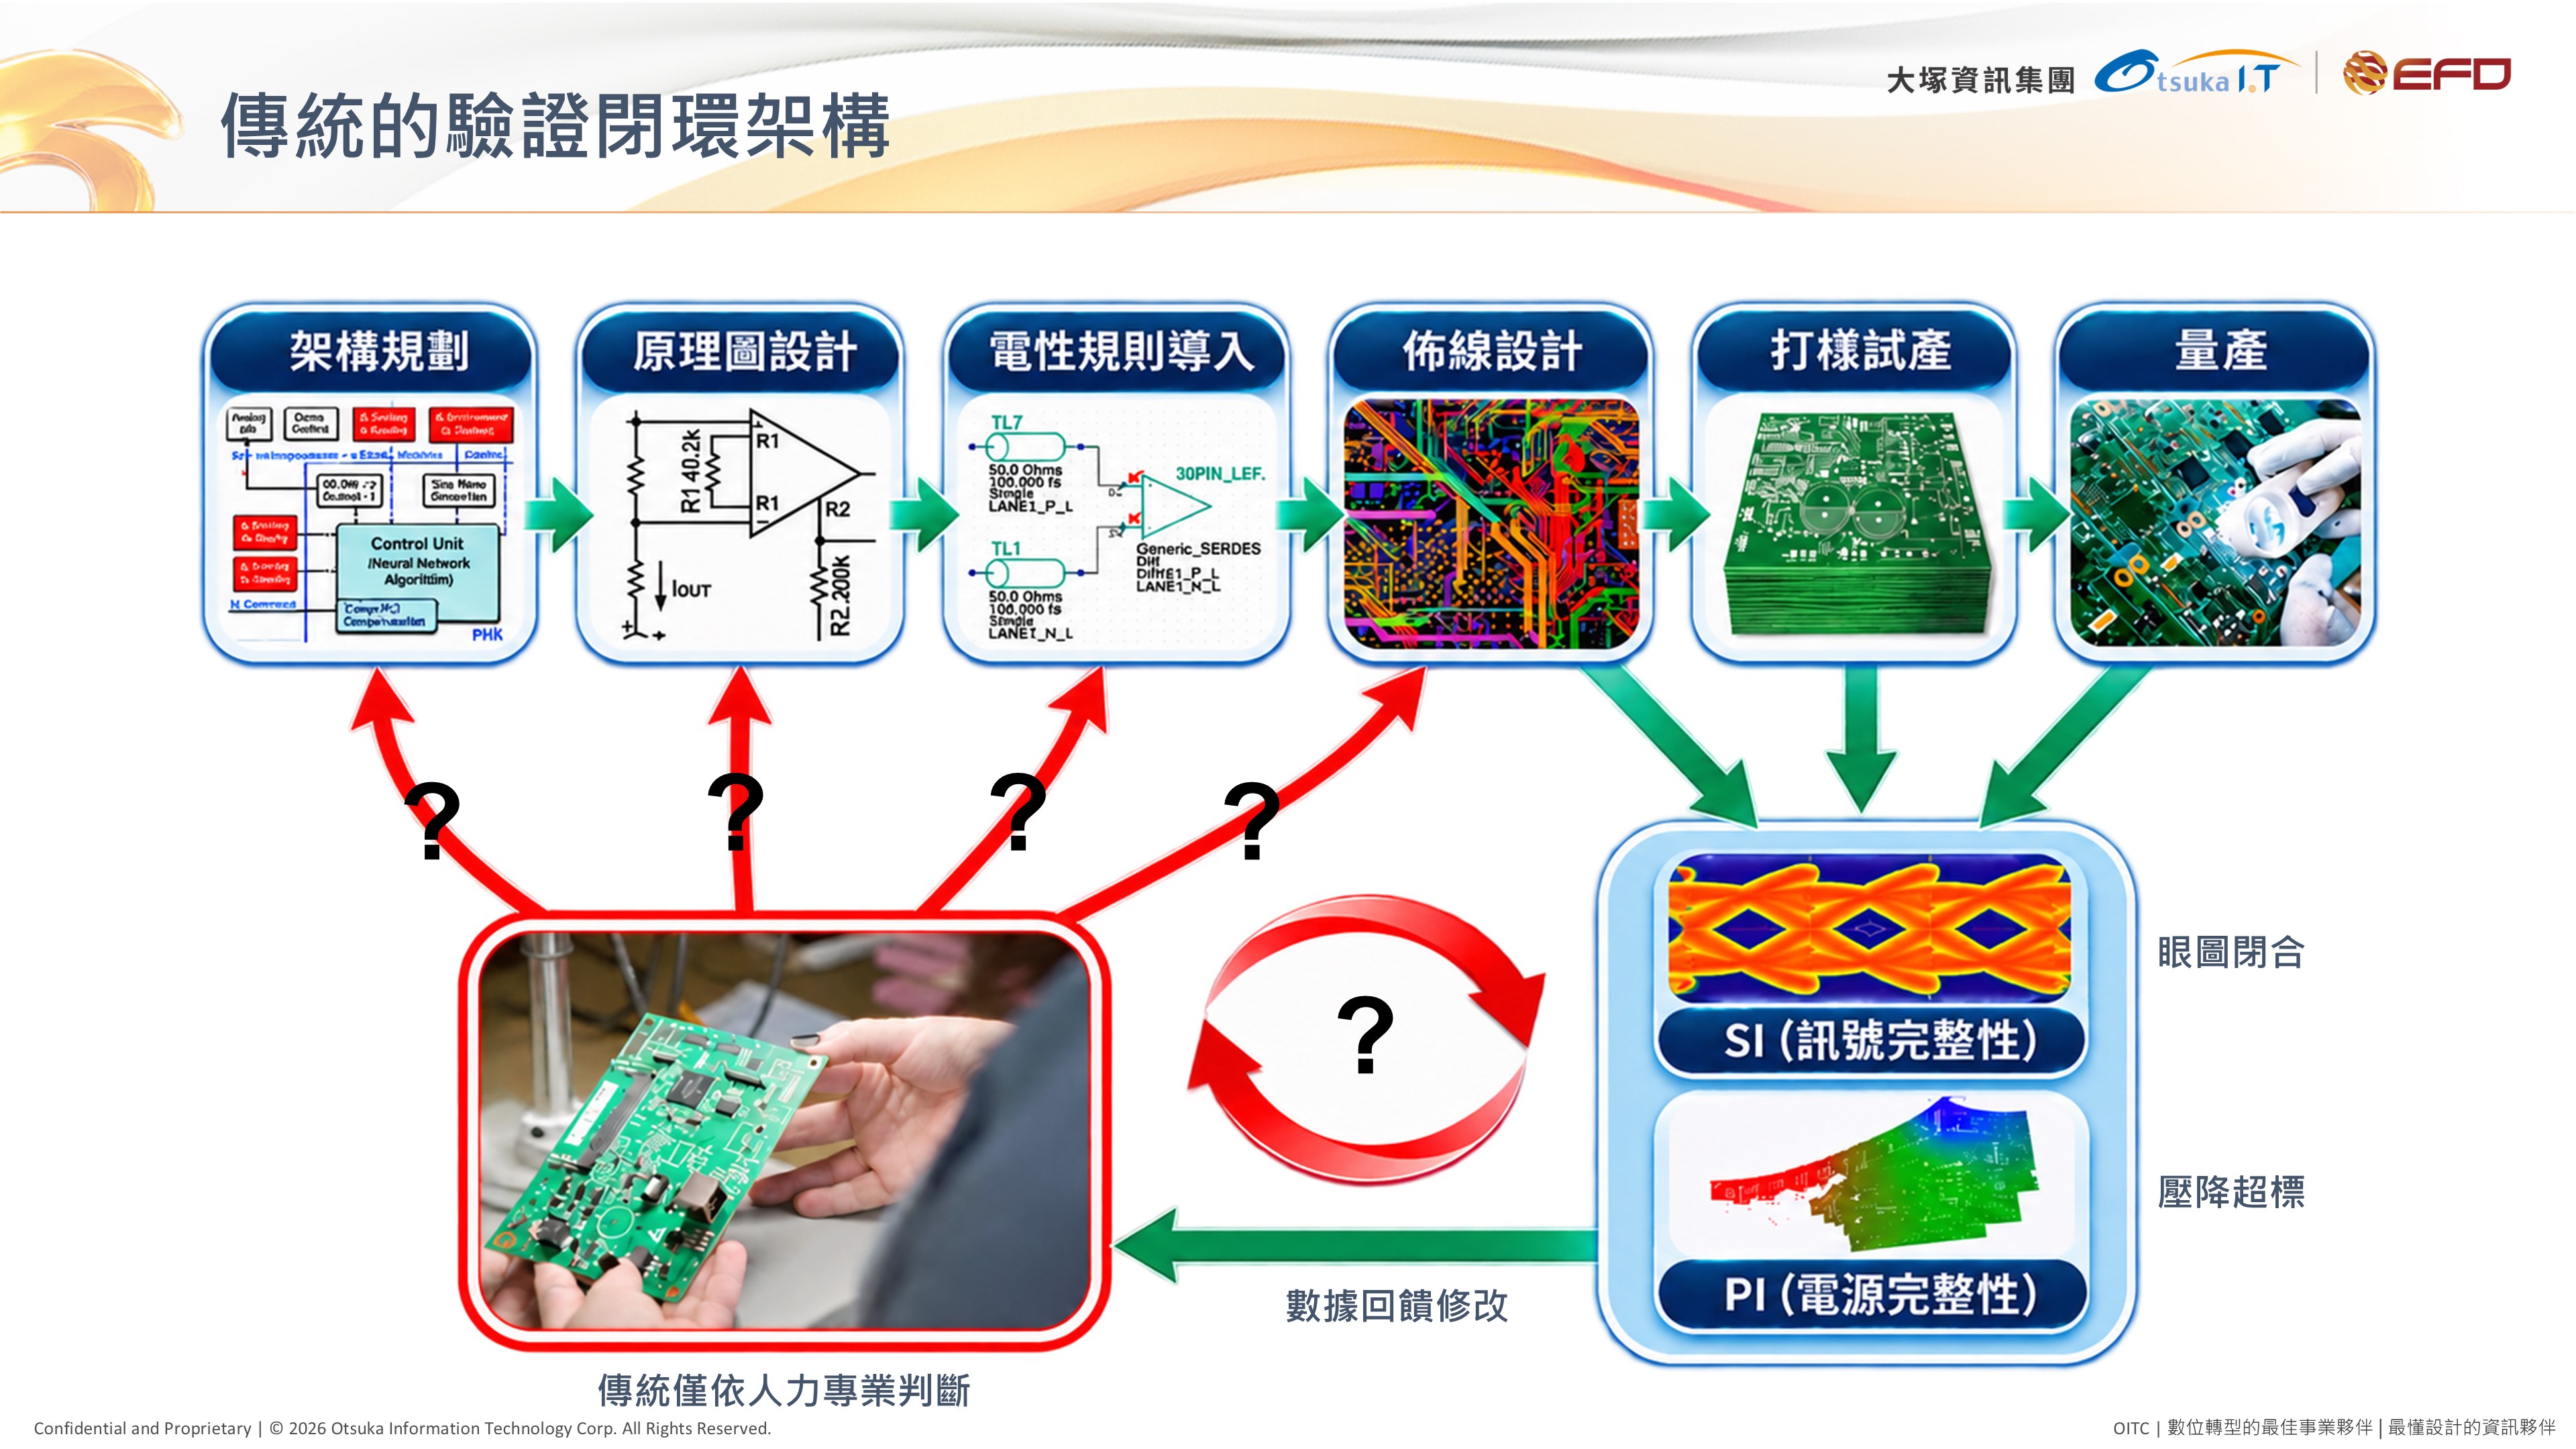 傳統的驗證閉環架構
大塚資訊集團 Otsuka I.T EFD
架構規劃
原理圖設計
電性規則導入
佈線設計
打樣試產
量產
Control Unit
/Neural Network
PHK
R1 40.2k
R1
R1
R2
IOUT
R2.200K
TL7
50.0 Ohms
100.000 fs
Simple
LANE1_P_L
30PIN_LEF.
TL1
50.0 Ohms
100.000 fs
Simple
LANE1_N_L
Generic_SERDES
LANE1_N_L
? ? ? ?
?
眼圖閉合
SI (訊號完整性)
壓降超標
PI (電源完整性)
數據回饋修改
傳統僅依人力專業判斷
Confidential and Proprietary | © 2026 Otsuka Information Technology Corp. All Rights Reserved.
OITC | 數位轉型的最佳事業夥伴 | 最懂設計的資訊夥伴